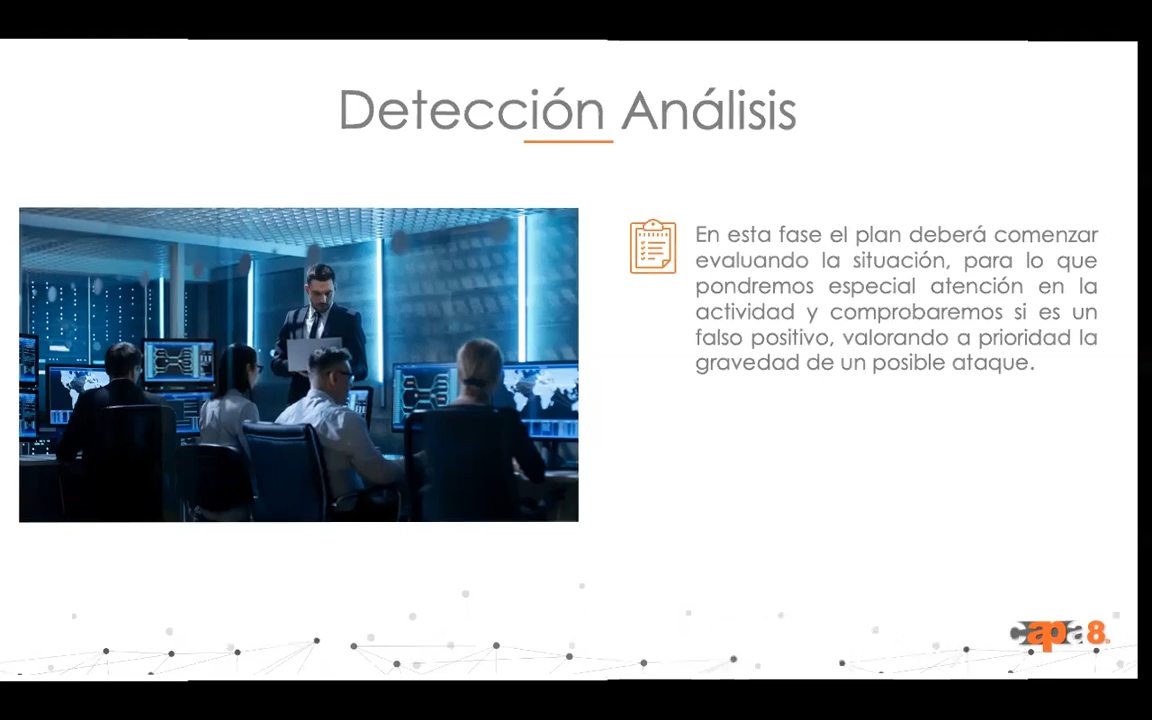 Detección Análisis
En esta fase el plan deberá comenzar
evaluando la situación, para lo que
pondremos especial atención en la
actividad y comprobaremos si es un
falso positivo, valorando a prioridad la
gravedad de un posible ataque.
capa8